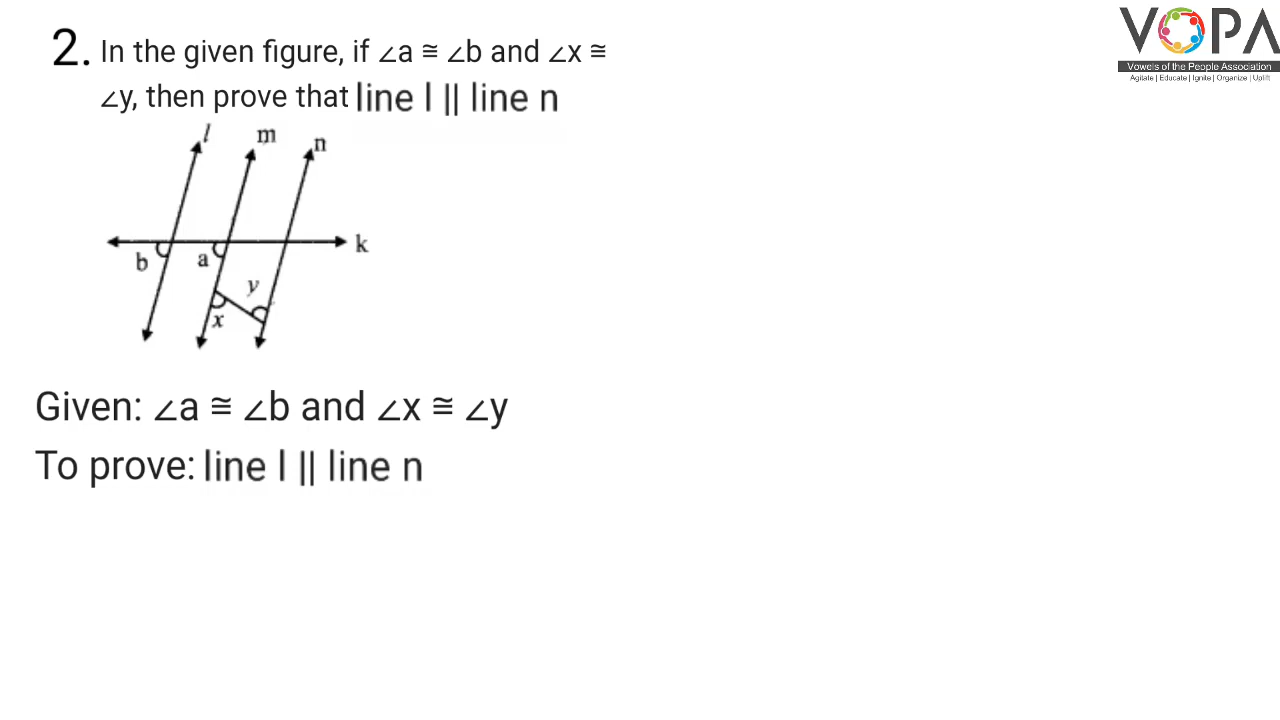 VOPA
Vowels of the People Association
Agitate | Educate | Ignite | Organize | Uplift
2. In the given figure, if ∠a ≅ ∠b and ∠x ≅
∠y, then prove that line l || line n
l
m
n
k
b
a
y
x
Given: ∠a ≅ ∠b and ∠x ≅ ∠y
To prove: line l || line n